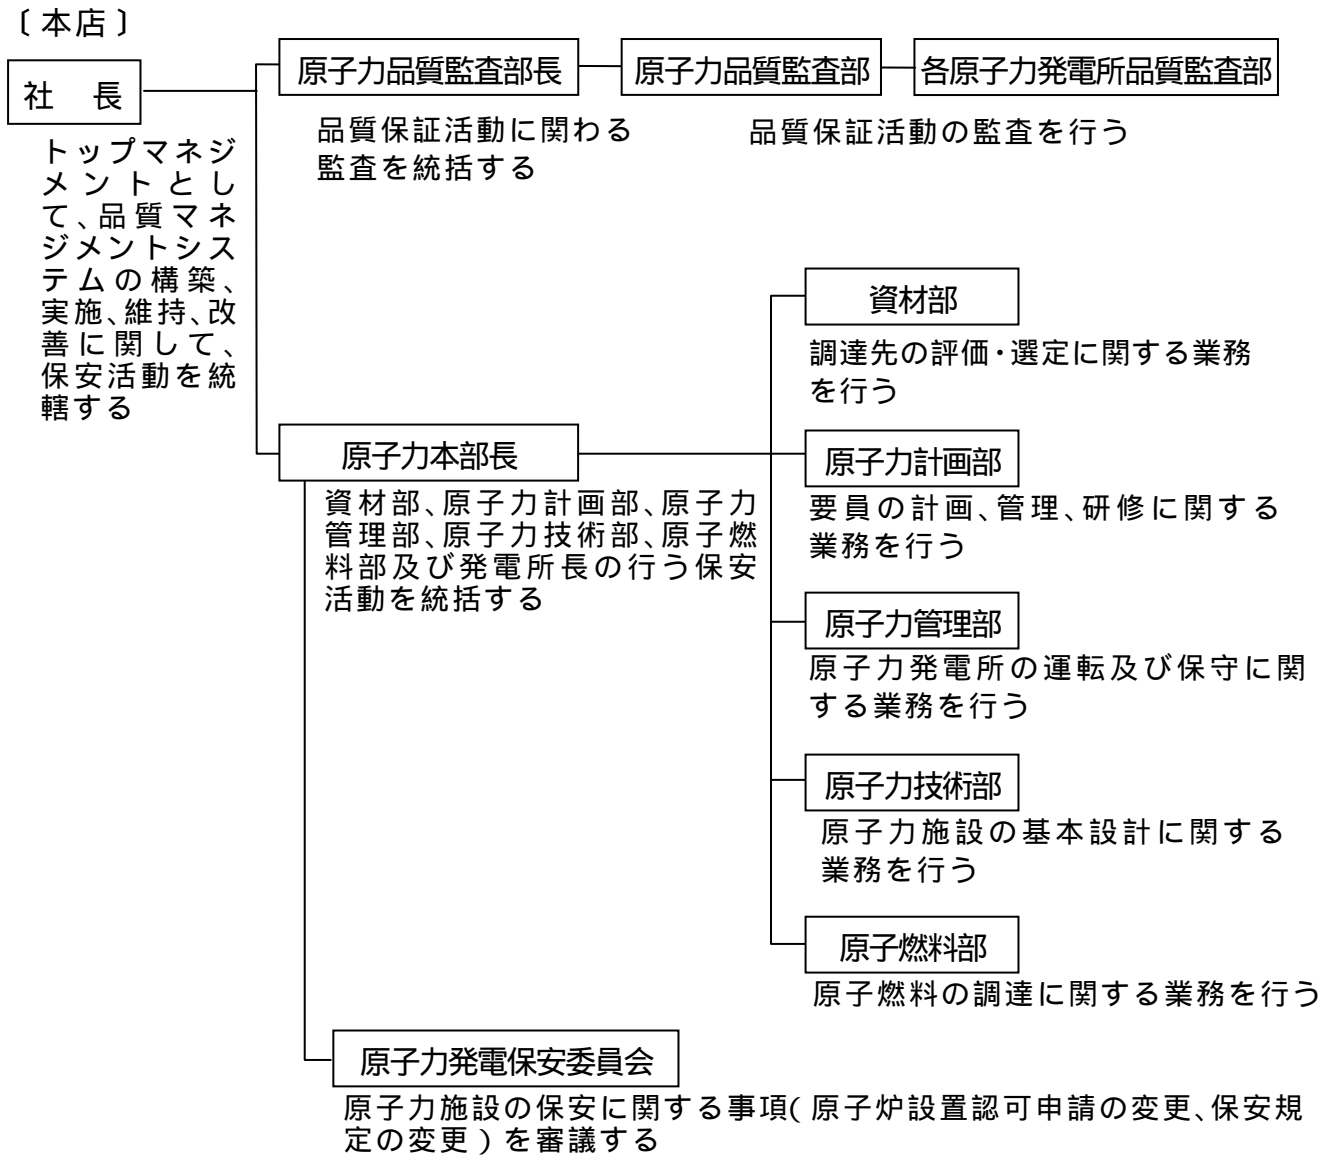 〔本店〕
社　長
トップマネジ
メントとし
て、品質マネ
ジメントシス
テムの構築、
実施、維持、改
善に関して、
保安活動を統
轄する
原子力品質監査部長
品質保証活動に関わる
監査を統括する
原子力品質監査部
各原子力発電所品質監査部
品質保証活動の監査を行う
原子力本部長
資材部、原子力計画部、原子力
管理部、原子力技術部、原子燃
料部及び発電所長の行う保安
活動を統括する
資材部
調達先の評価・選定に関する業務
を行う
原子力計画部
要員の計画、管理、研修に関する
業務を行う
原子力管理部
原子力発電所の運転及び保守に関
する業務を行う
原子力技術部
原子力施設の基本設計に関する
業務を行う
原子燃料部
原子燃料の調達に関する業務を行う
原子力発電保安委員会
原子力施設の保安に関する事項(原子炉設置認可申請の変更、保安規
定の変更)を審議する